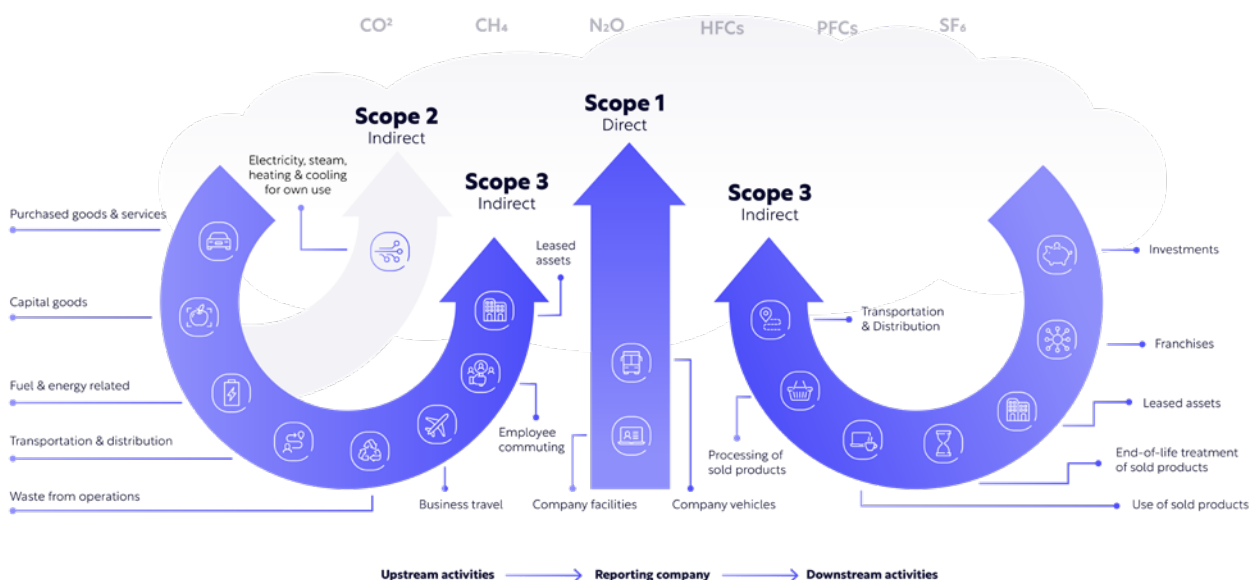 CO²
CH₄
N₂O
HFCs
PFCs
SF₆
Scope 2
Indirect
Scope 1
Direct
Electricity, steam,
heating & cooling
for own use
Scope 3
Indirect
Scope 3
Indirect
Purchased goods & services
Capital goods
Fuel & energy related
Transportation & distribution
Waste from operations
Leased
assets
Employee
commuting
Business travel
Company facilities
Company vehicles
Transportation
& Distribution
Processing of
sold products
Investments
Franchises
Leased assets
End-of-life treatment
of sold products
Use of sold products
Upstream activities
Reporting company
Downstream activities